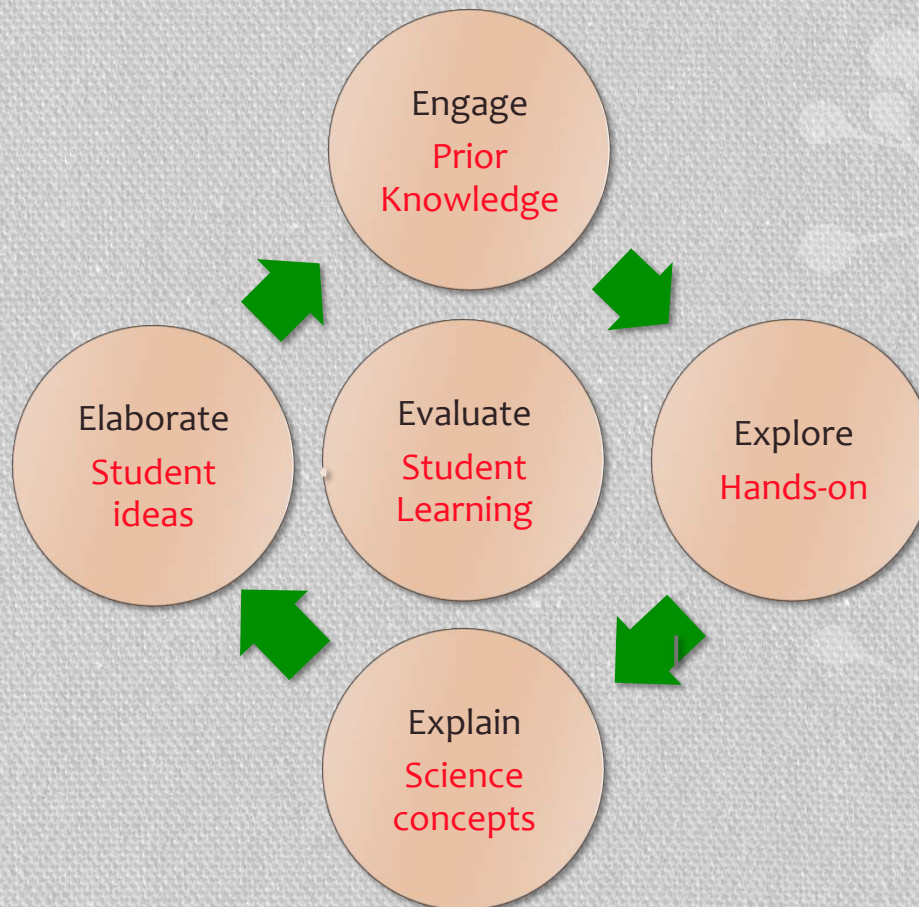 Engage
Prior
Knowledge
Elaborate
Student
ideas
Evaluate
Student
Learning
Explore
Hands-on
Explain
Science
concepts